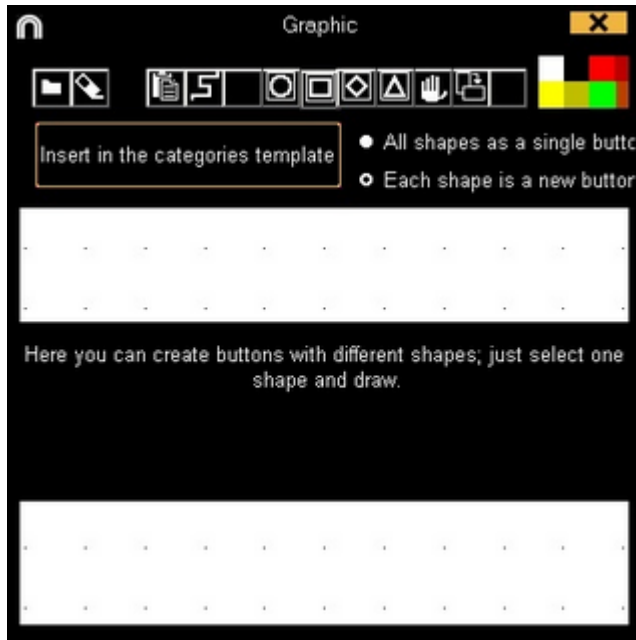 Graphic
Insert in the categories template
All shapes as a single butto
Each shape is a new button
Here you can create buttons with different shapes; just select one
shape and draw.